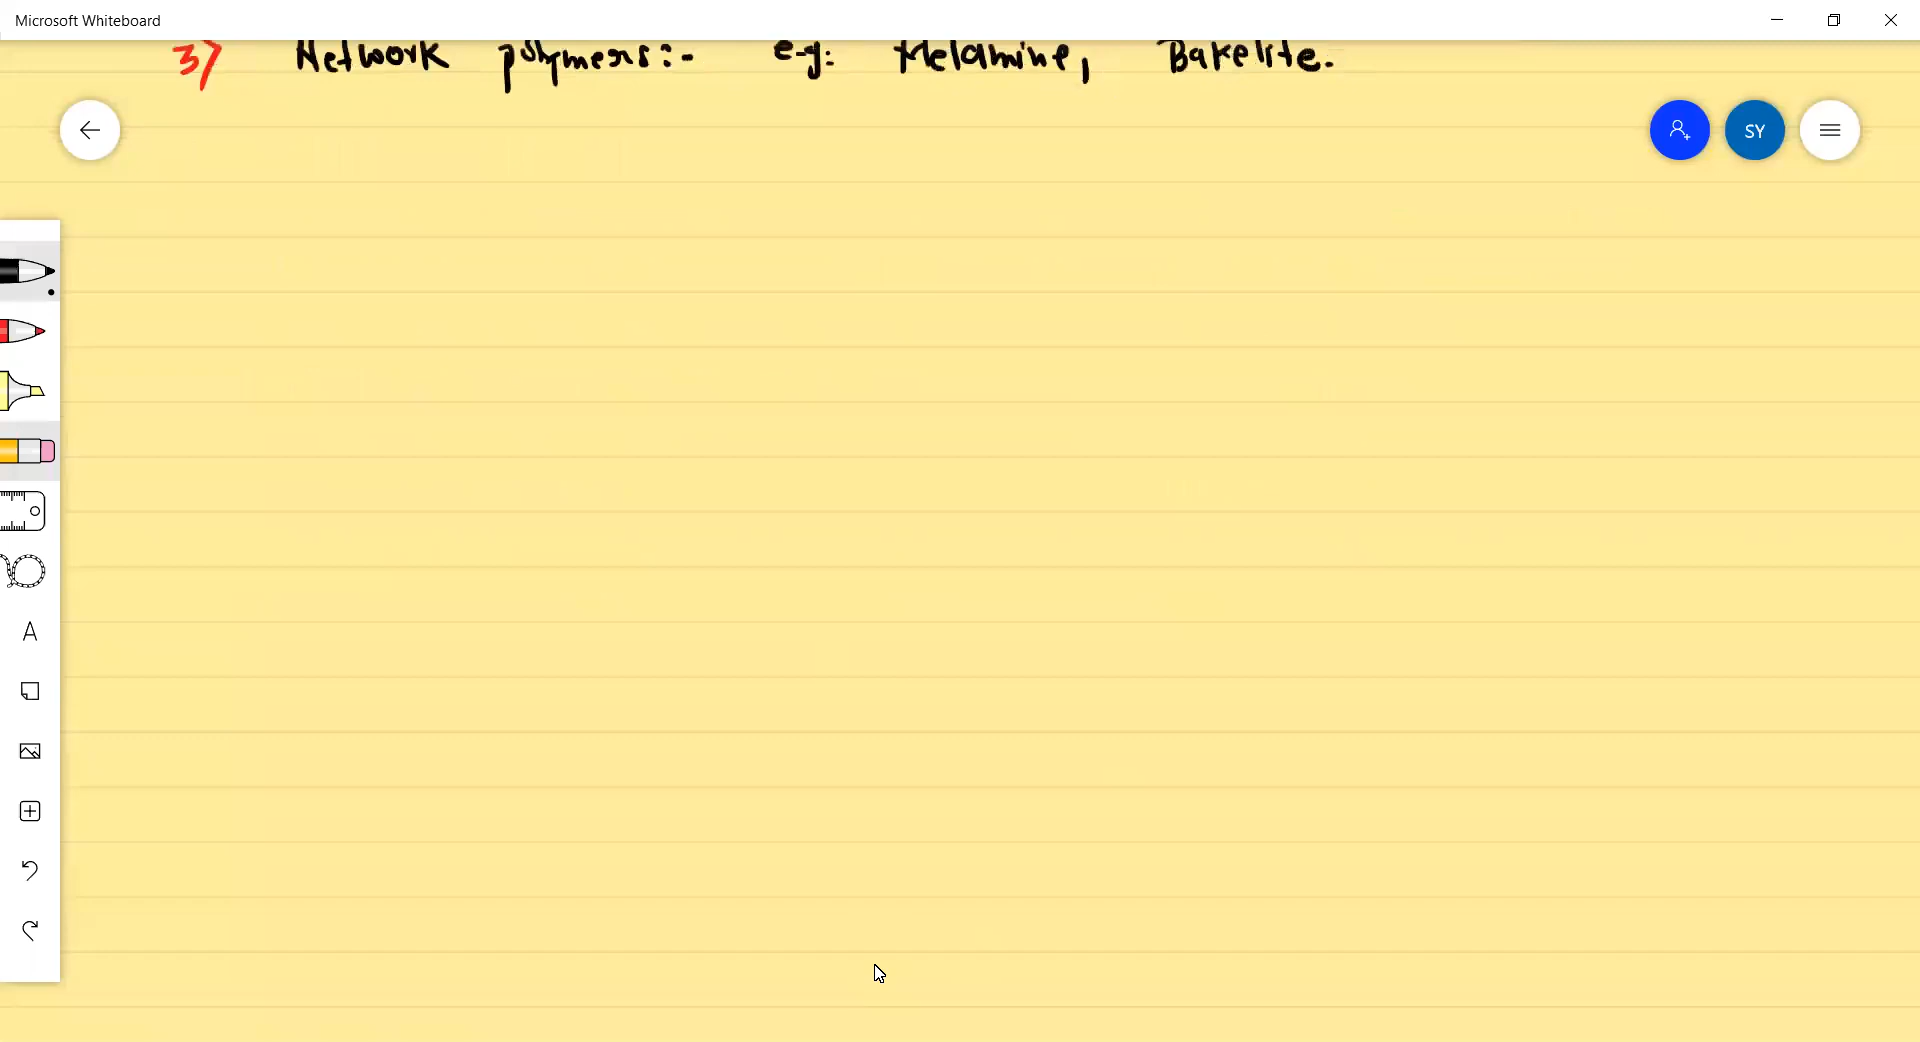 Microsoft Whiteboard
3) Network polymers:- e-g: Melamine, Bakelite.
SY
A